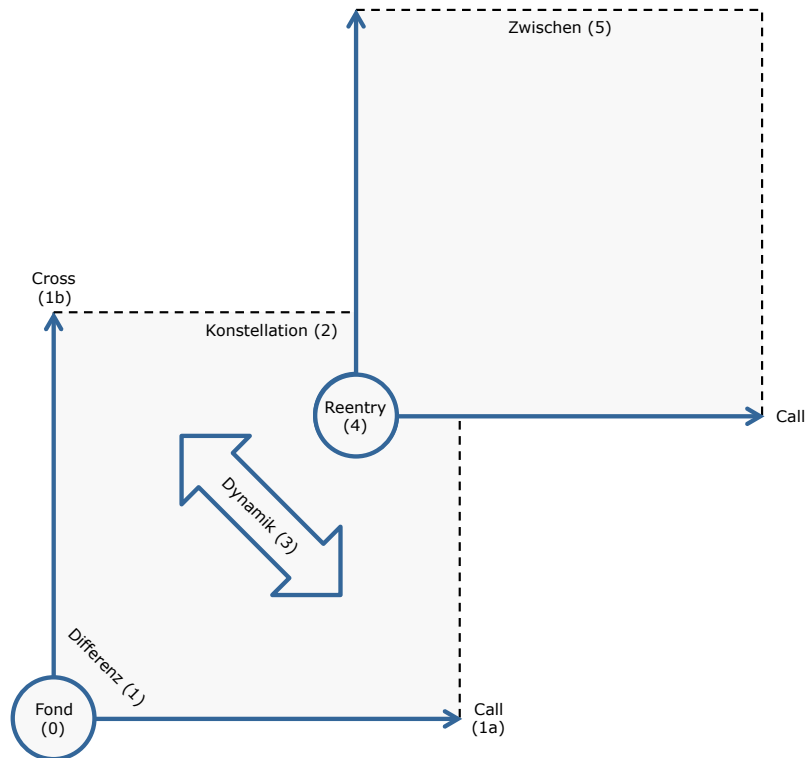 Zwischen (5)
Cross
(1b)
Konstellation (2)
Reentry
(4)
Call
Dynamik (3)
Differenz (1)
Fond
(0)
Call
(1a)